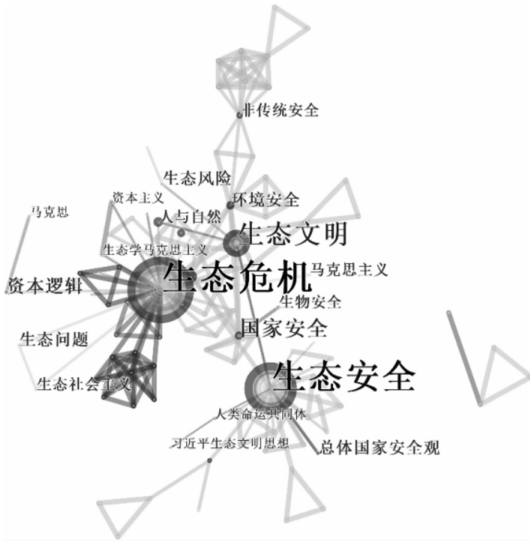 非传统安全
生态风险
资本主义
环境安全
马克思
人与自然
生态文明
生态学马克思主义
生态危机
马克思主义
资本逻辑
生物安全
国家安全
生态问题
生态安全
生态社会主义
人类命运共同体
习近平生态文明思想
总体国家安全观